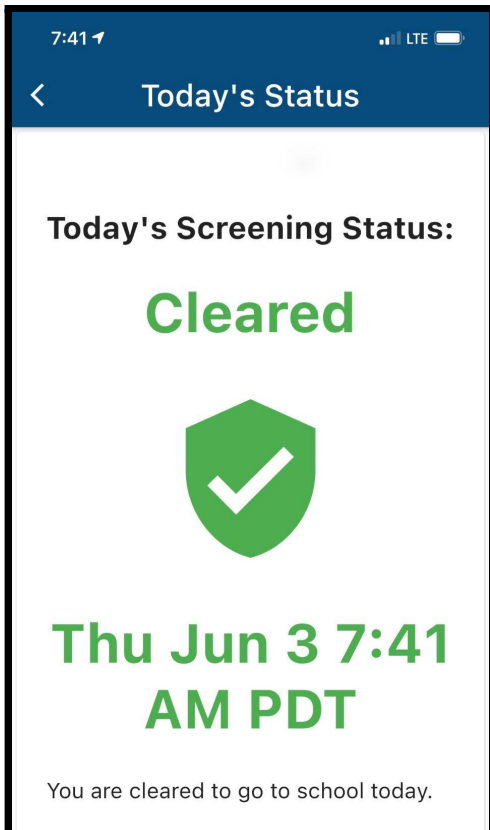 7:41 LTE
Today's Status
Today's Screening Status:
Cleared
Thu Jun 3 7:41
AM PDT
You are cleared to go to school today.